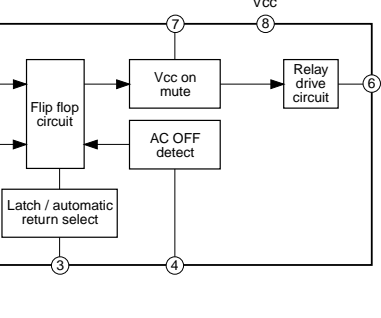 Vcc
7
8
Vcc on
mute
Relay
drive
circuit
6
Flip flop
circuit
AC OFF
detect
Latch / automatic
return select
3
4